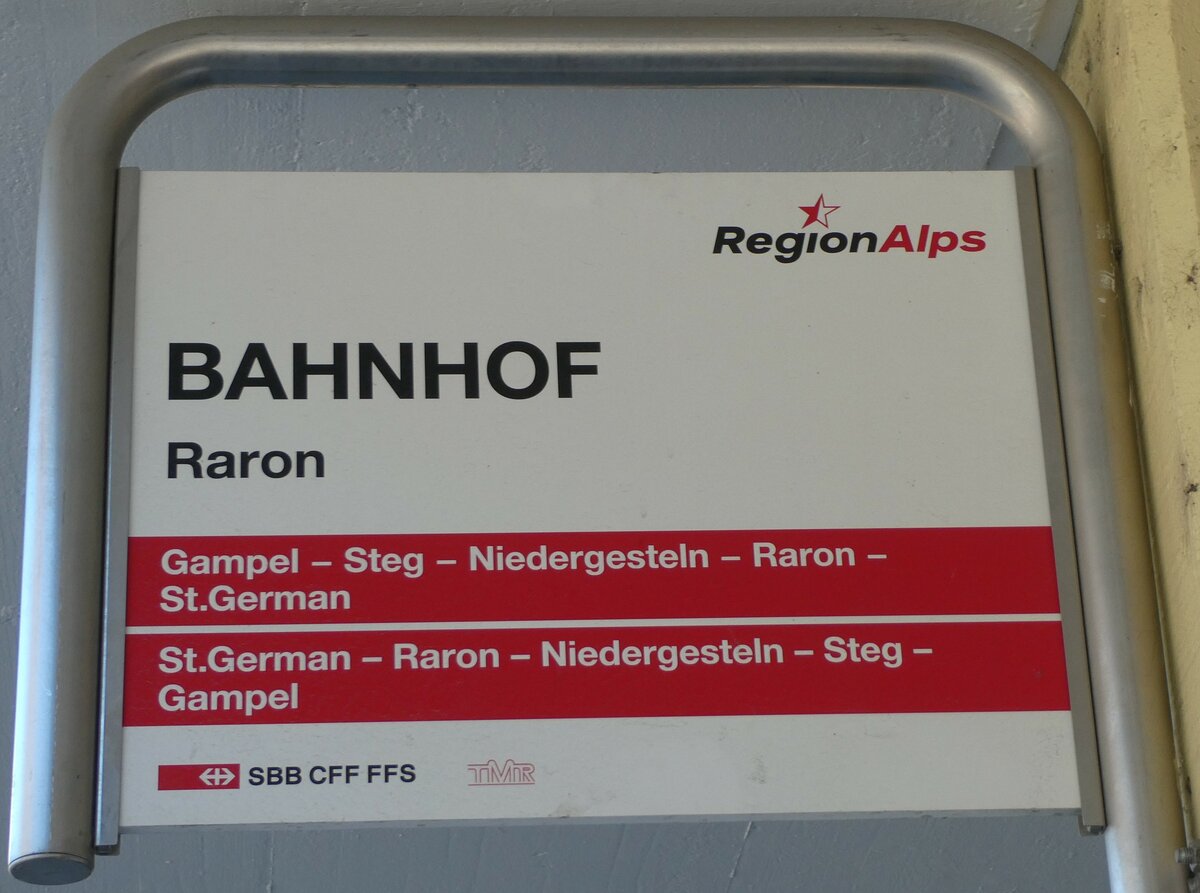 RegionAlps
BAHNHOF
Raron
Gampel – Steg – Niedergesteln – Raron –
St.German
St.German – Raron – Niedergesteln – Steg –
Gampel
SBB CFF FFS TMR